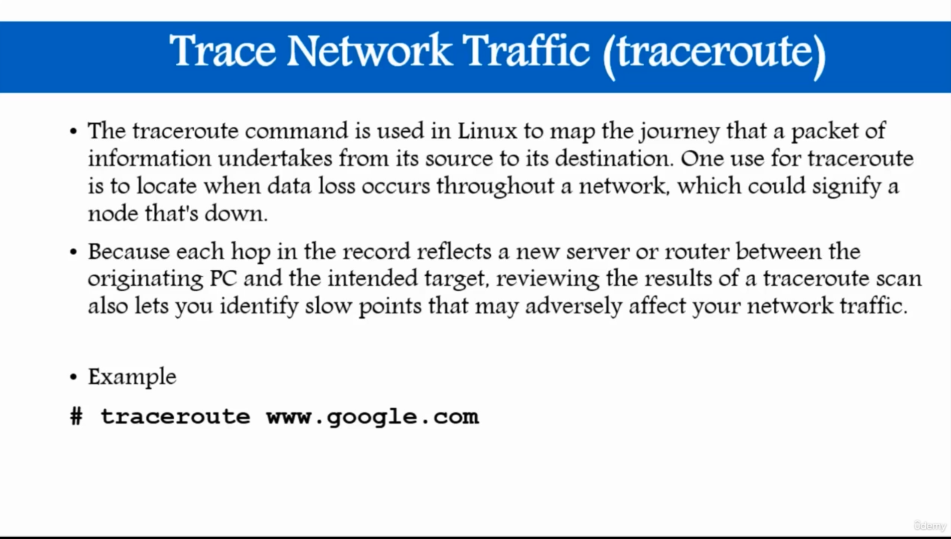 Trace Network Traffic (traceroute)
• The traceroute command is used in Linux to map the journey that a packet of
information undertakes from its source to its destination. One use for traceroute
is to locate when data loss occurs throughout a network, which could signify a
node that's down.
• Because each hop in the record reflects a new server or router between the
originating PC and the intended target, reviewing the results of a traceroute scan
also lets you identify slow points that may adversely affect your network traffic.
• Example
# traceroute www.google.com
Udemy